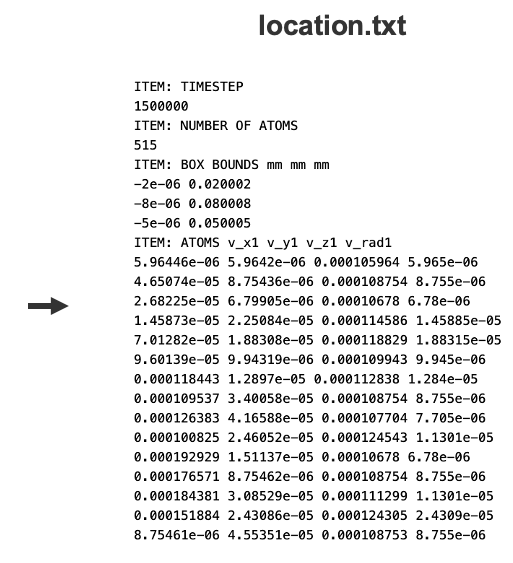 location.txt
ITEM: TIMESTEP
1500000
ITEM: NUMBER OF ATOMS
515
ITEM: BOX BOUNDS mm mm mm
-2e-06 0.020002
-8e-06 0.080008
-5e-06 0.050005
ITEM: ATOMS v_x1 v_y1 v_z1 v_rad1
5.96446e-06 5.9642e-06 0.000105964 5.965e-06
4.65074e-05 8.75436e-06 0.000108754 8.755e-06
2.68225e-05 6.79905e-06 0.00010678 6.78e-06
1.45873e-05 2.25084e-05 0.000114586 1.45885e-05
7.01282e-05 1.88308e-05 0.000118829 1.88315e-05
9.60139e-05 9.94319e-06 0.000109943 9.945e-06
0.000118443 1.2897e-05 0.000112838 1.284e-05
0.000109537 3.40058e-05 0.000108754 8.755e-06
0.000126383 4.16588e-05 0.000107704 7.705e-06
0.000100825 2.46052e-05 0.000124543 1.1301e-05
0.000192929 1.51137e-05 0.00010678 6.78e-06
0.000176571 8.75462e-06 0.000108754 8.755e-06
0.000184381 3.08529e-05 0.000111299 1.1301e-05
0.000151884 2.43086e-05 0.000124305 2.4309e-05
8.75461e-06 4.55351e-05 0.000108753 8.755e-06